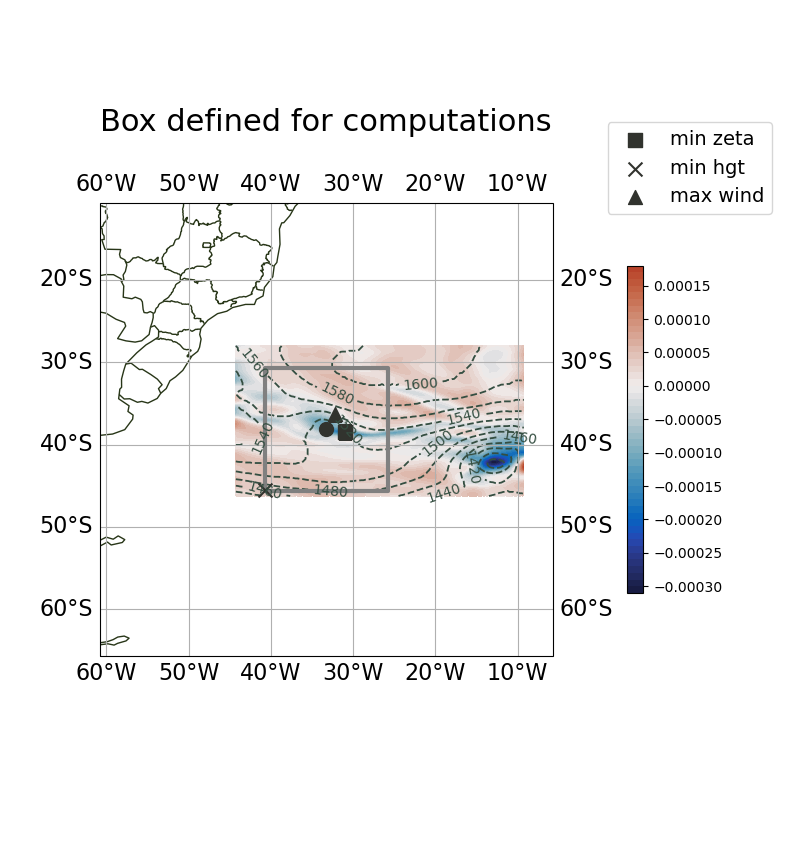 Box defined for computations
min zeta
min hgt
max wind
60°W 50°W 40°W 30°W 20°W 10°W
20°S 20°S
30°S 30°S
40°S 40°S
50°S 50°S
60°S 60°S
60°W 50°W 40°W 30°W 20°W 10°W
1560
1580
1600
1540
1540
1500
1460
1480
1440
0.00015
0.00010
0.00005
0.00000
−0.00005
−0.00010
−0.00015
−0.00020
−0.00025
−0.00030